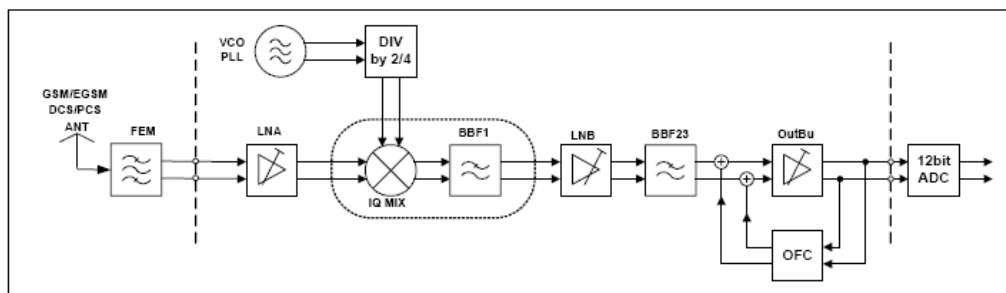 VCO
PLL
DIV
by 2/4
GSM/EGSM
DCS/PCS
ANT
FEM
LNA
IQ MIX
BBF1
LNB
BBF23
OutBu
12bit
ADC
OFC